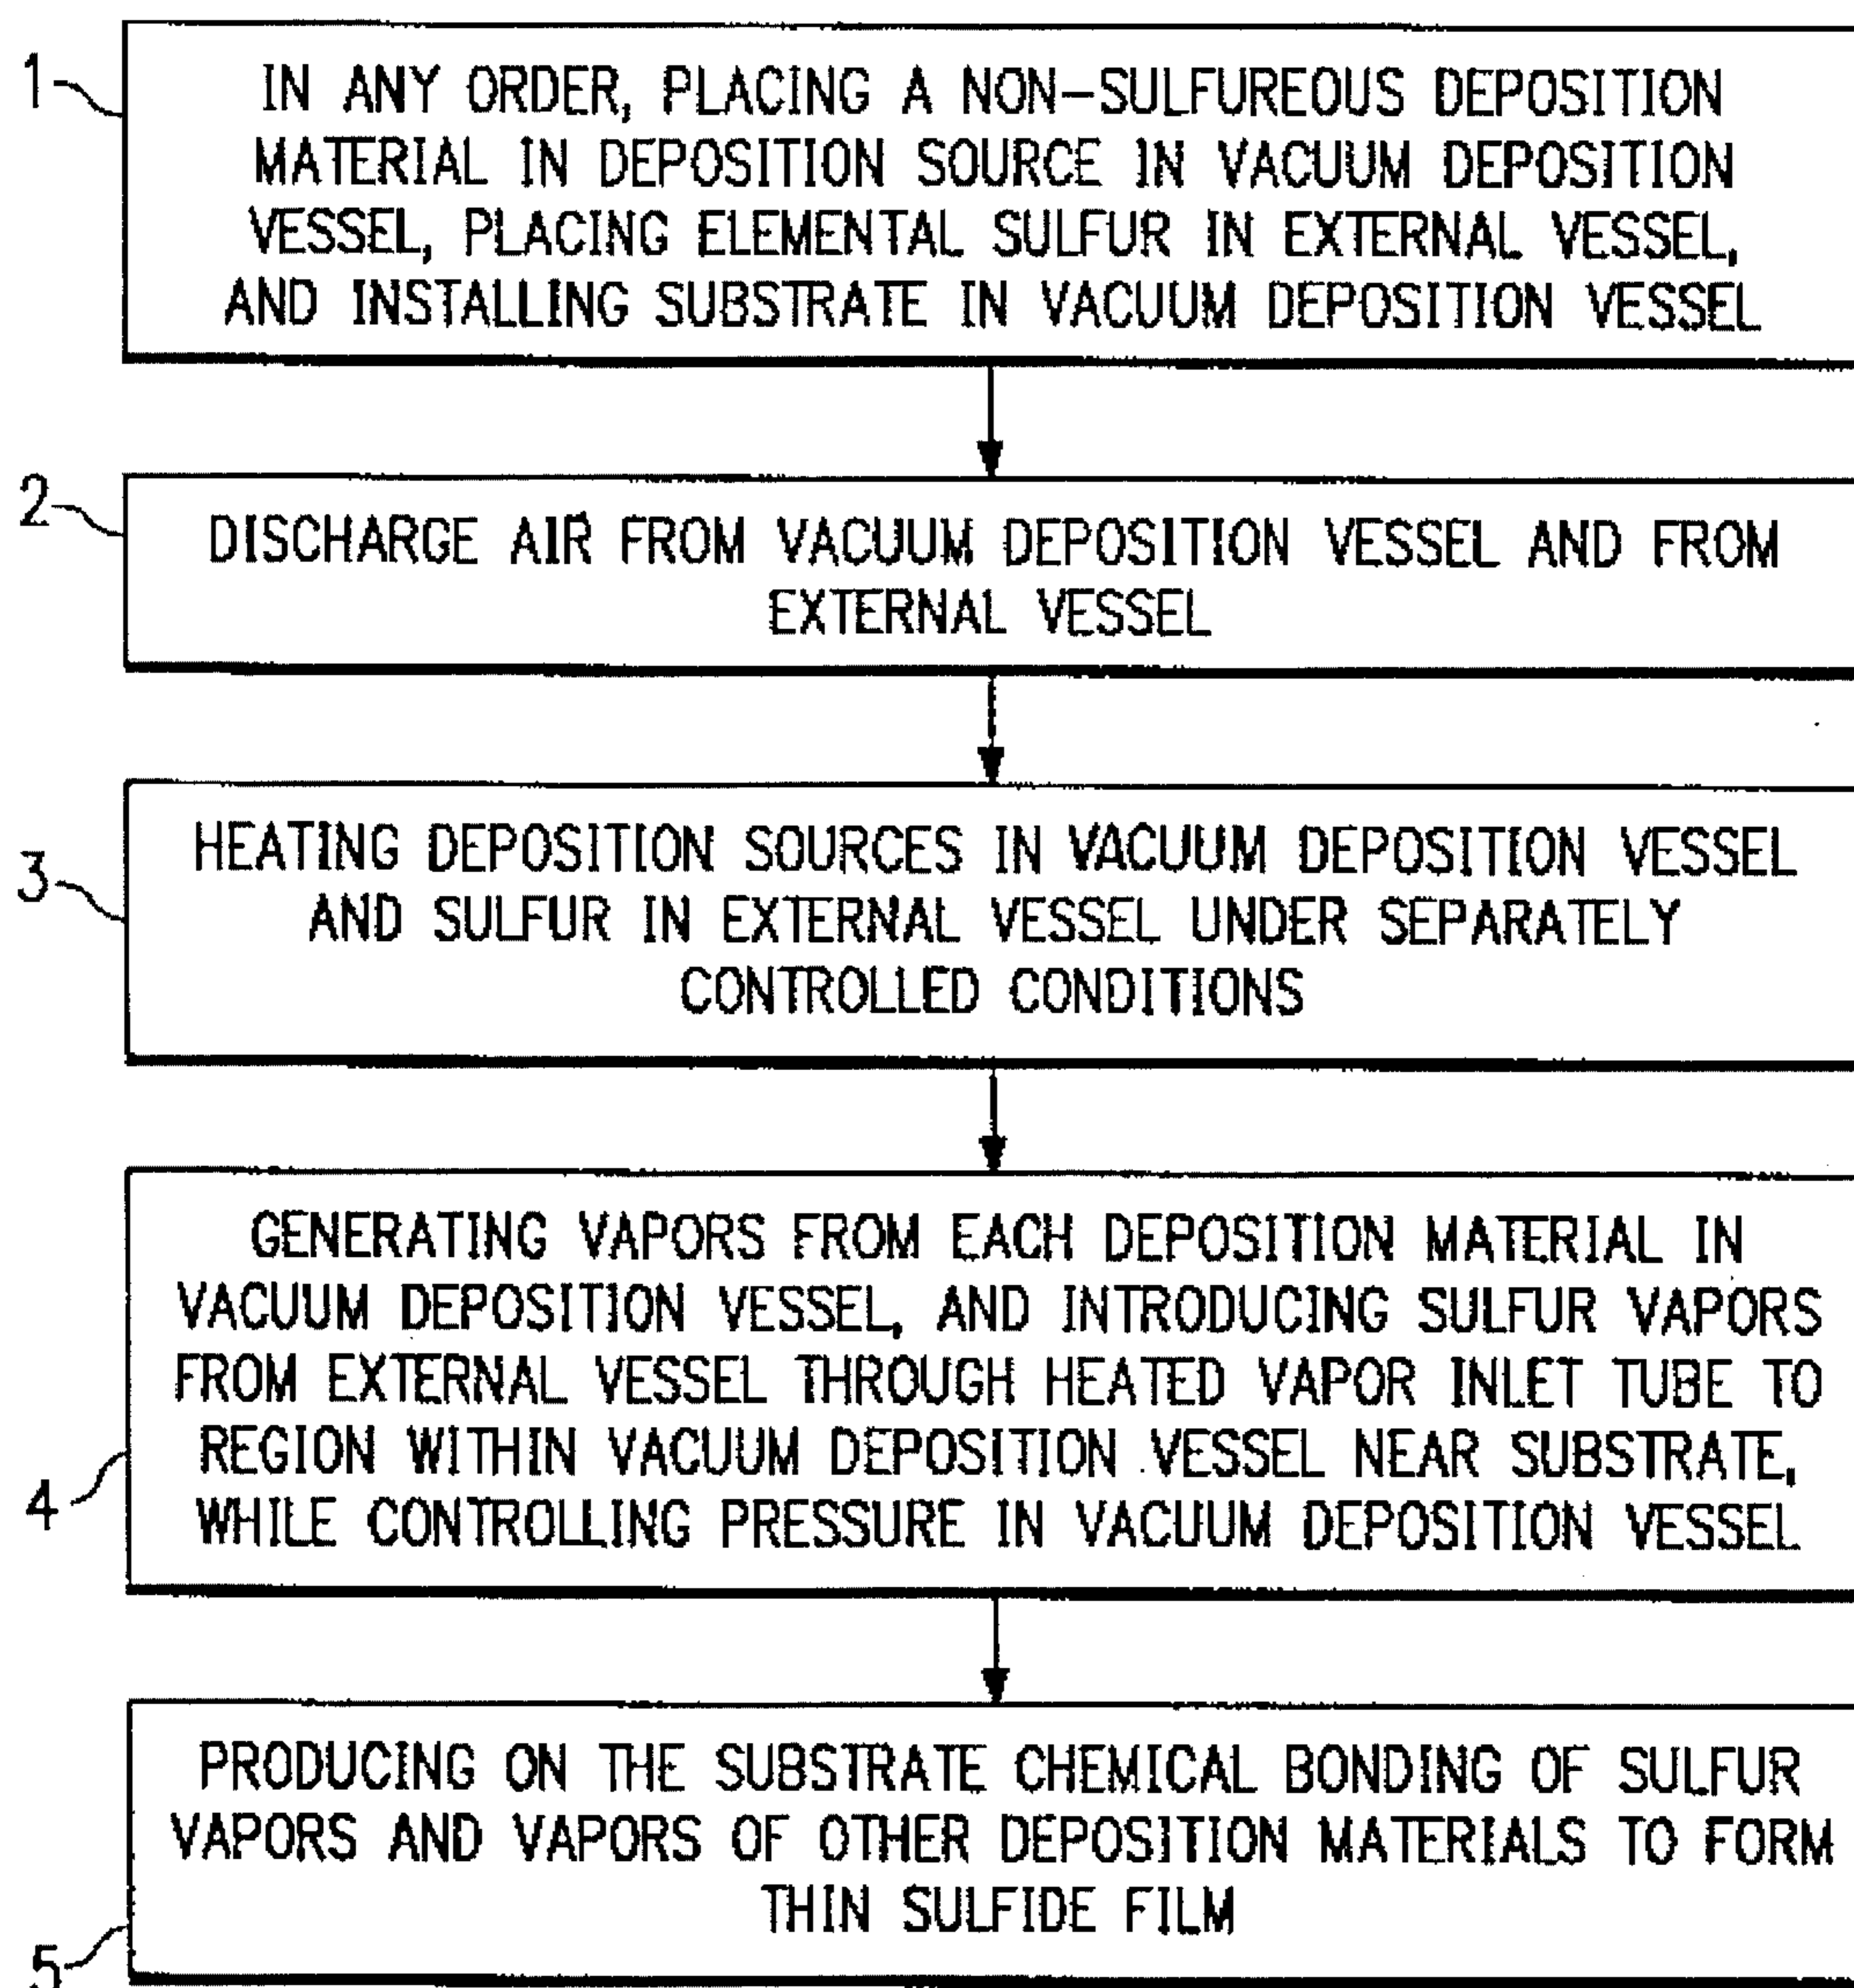 1
IN ANY ORDER, PLACING A NON-SULFUREOUS DEPOSITION
MATERIAL IN DEPOSITION SOURCE IN VACUUM DEPOSITION
VESSEL, PLACING ELEMENTAL SULFUR IN EXTERNAL VESSEL,
AND INSTALLING SUBSTRATE IN VACUUM DEPOSITION VESSEL
2
DISCHARGE AIR FROM VACUUM DEPOSITION VESSEL AND FROM
EXTERNAL VESSEL
3
HEATING DEPOSITION SOURCES IN VACUUM DEPOSITION VESSEL
AND SULFUR IN EXTERNAL VESSEL UNDER SEPARATELY
CONTROLLED CONDITIONS
4
GENERATING VAPORS FROM EACH DEPOSITION MATERIAL IN
VACUUM DEPOSITION VESSEL, AND INTRODUCING SULFUR VAPORS
FROM EXTERNAL VESSEL THROUGH HEATED VAPOR INLET TUBE TO
REGION WITHIN VACUUM DEPOSITION VESSEL NEAR SUBSTRATE,
WHILE CONTROLLING PRESSURE IN VACUUM DEPOSITION VESSEL
5
PRODUCING ON THE SUBSTRATE CHEMICAL BONDING OF SULFUR
VAPORS AND VAPORS OF OTHER DEPOSITION MATERIALS TO FORM
THIN SULFIDE FILM